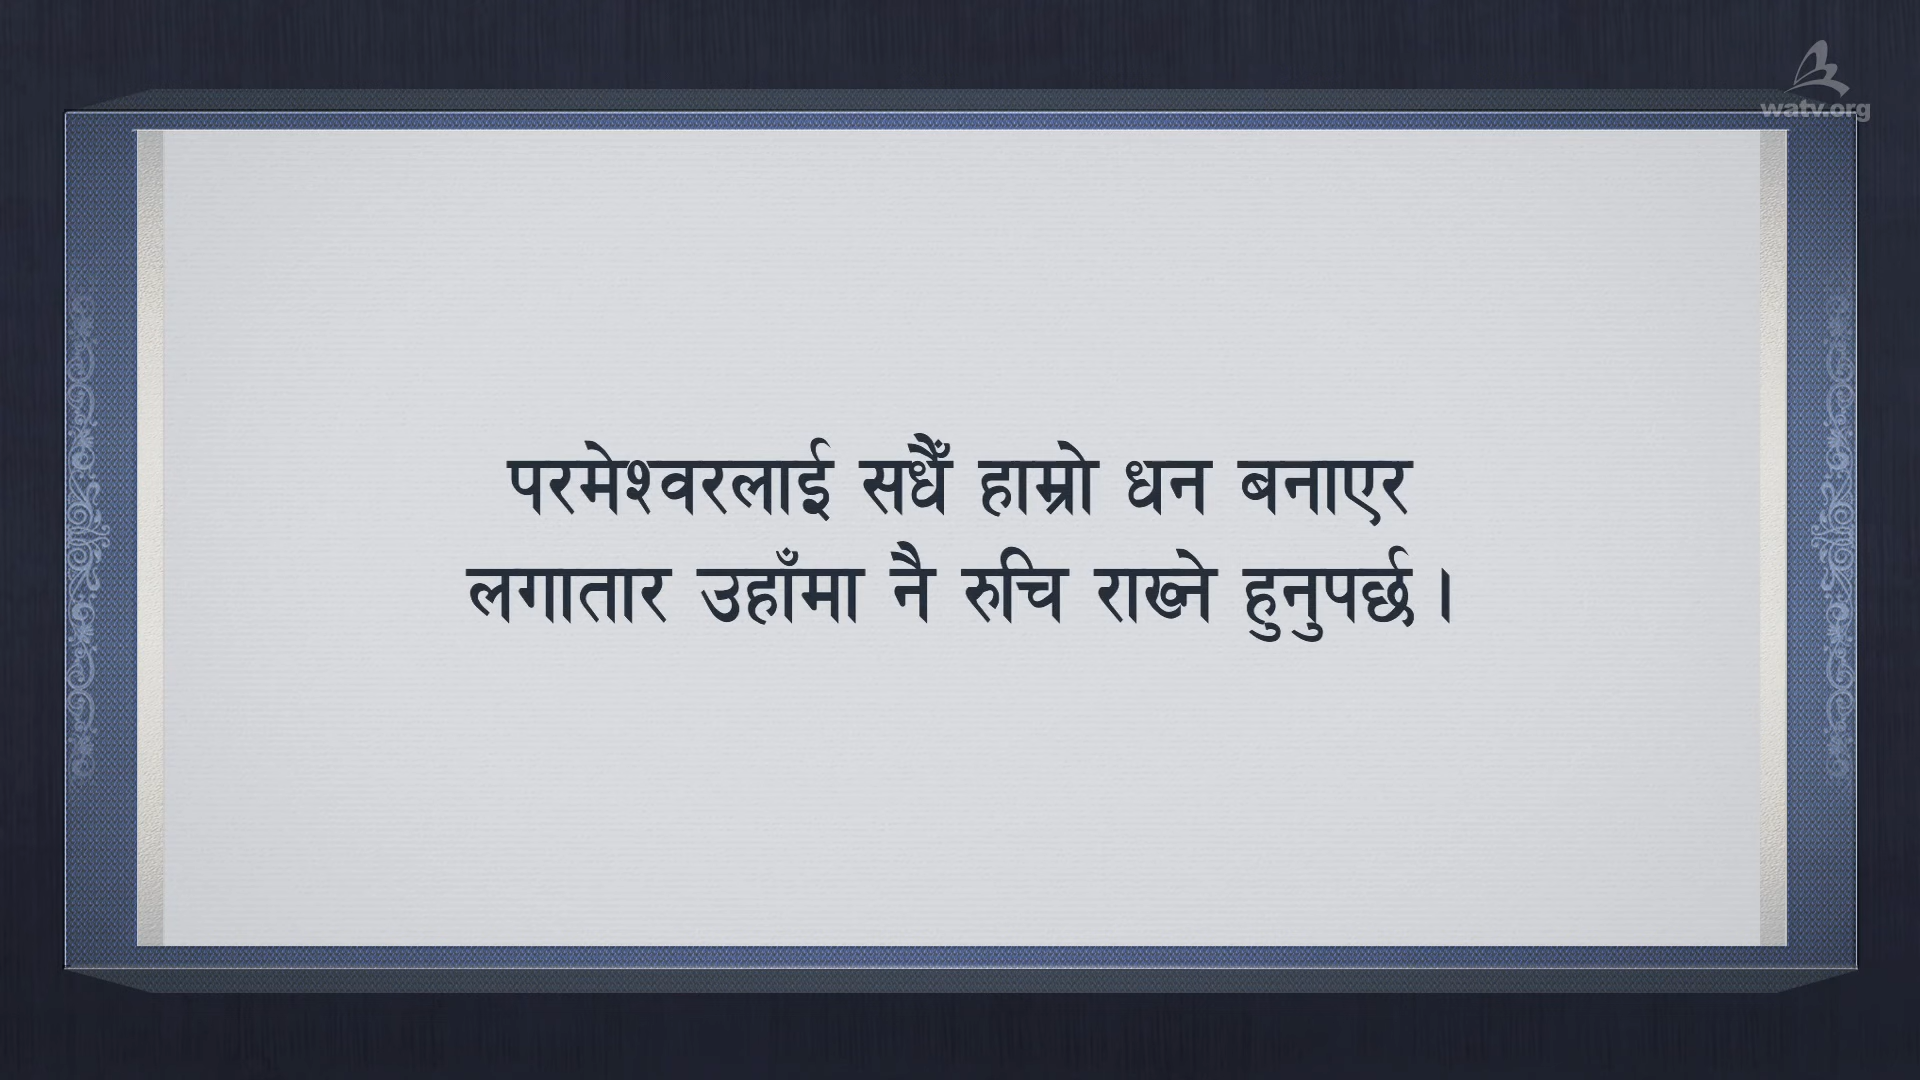 watv.org
परमेश्वरलाई सधैँ हाम्रो धन बनाएर
लगातार उहाँमा नै रुचि राख्ने हुनुपर्छ ।